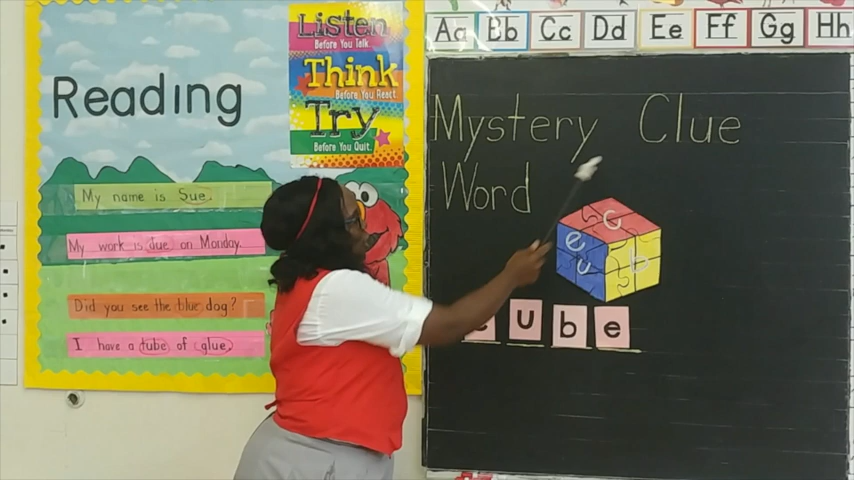 Reading
Listen
Before You Talk.
Think
Before You React.
Try
Before You Quit.
My name is Sue.
My work is due on Monday.
Did you see the blue dog?
I have a tube of glue.
Aa Bb Cc Dd Ee Ff Gg Hh
Mystery Clue
Word
c
e
u b
c u b e